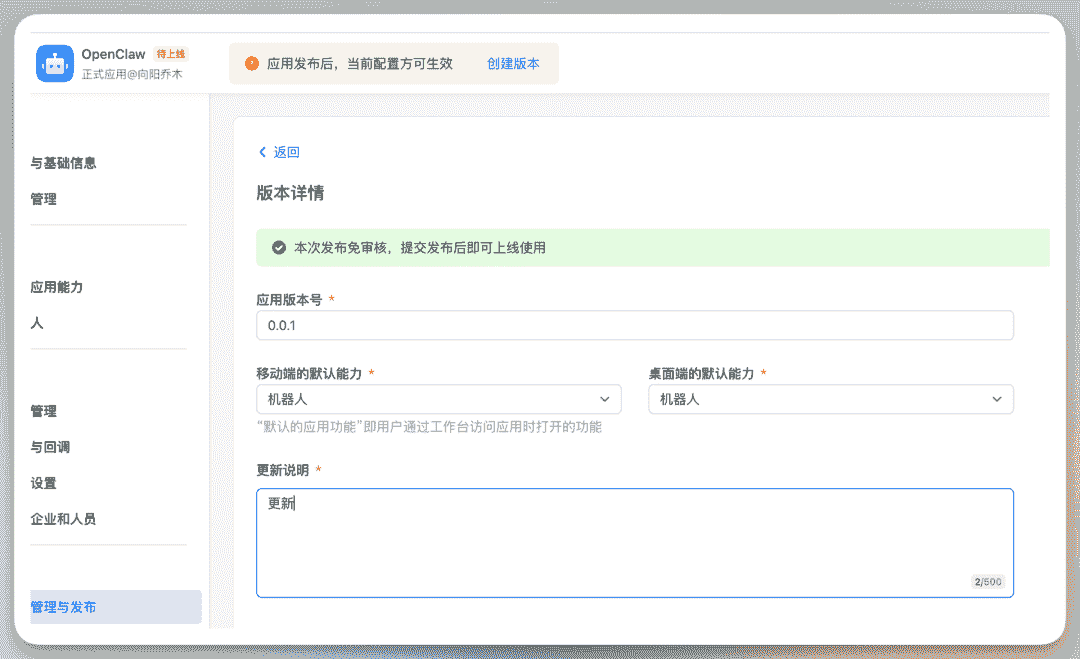 OpenClaw 待上线
正式应用@向阳乔木
应用发布后，当前配置方可生效 创建版本
与基础信息
管理
应用能力
人
管理
与回调
设置
企业和人员
管理与发布
返回
版本详情
本次发布免审核，提交发布后即可上线使用
应用版本号 *
0.0.1
移动端的默认能力 * 桌面端的默认能力 *
机器人 机器人
“默认的应用功能”即用户通过工作台访问应用时打开的功能
更新说明 *
更新
2/500